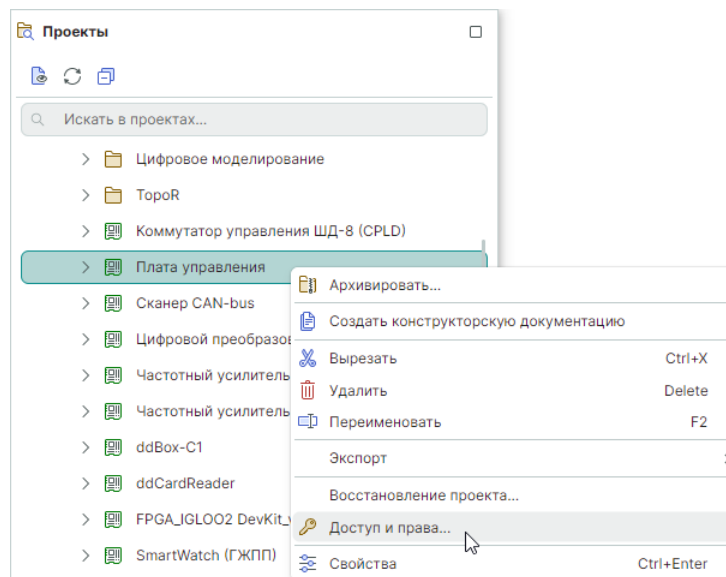 Проекты
Искать в проектах...
Цифровое моделирование
TopoR
Коммутатор управления ШД-8 (CPLD)
Плата управления
Сканер CAN-bus
Цифровой преобразов
Частотный усилитель
Частотный усилитель
ddBox-C1
ddCardReader
FPGA_IGLOO2 DevKit_
SmartWatch (ГЖПП)
Архивировать...
Создать конструкторскую документацию
Вырезать Ctrl+X
Удалить Delete
Переименовать F2
Экспорт
Восстановление проекта...
Доступ и права...
Свойства Ctrl+Enter